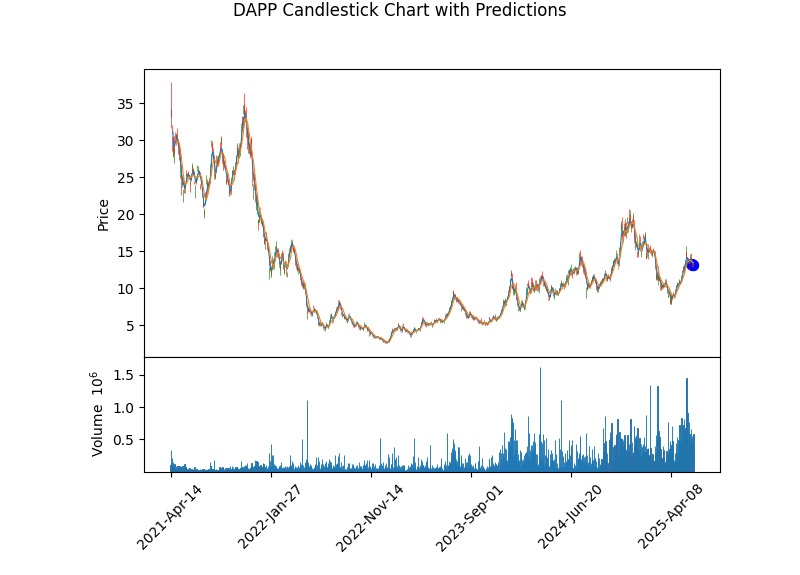 DAPP Candlestick Chart with Predictions
Price
35
30
25
20
15
10
5
Volume 10^6
1.5
1.0
0.5
2021-Apr-14
2022-Jan-27
2022-Nov-14
2023-Sep-01
2024-Jun-20
2025-Apr-08